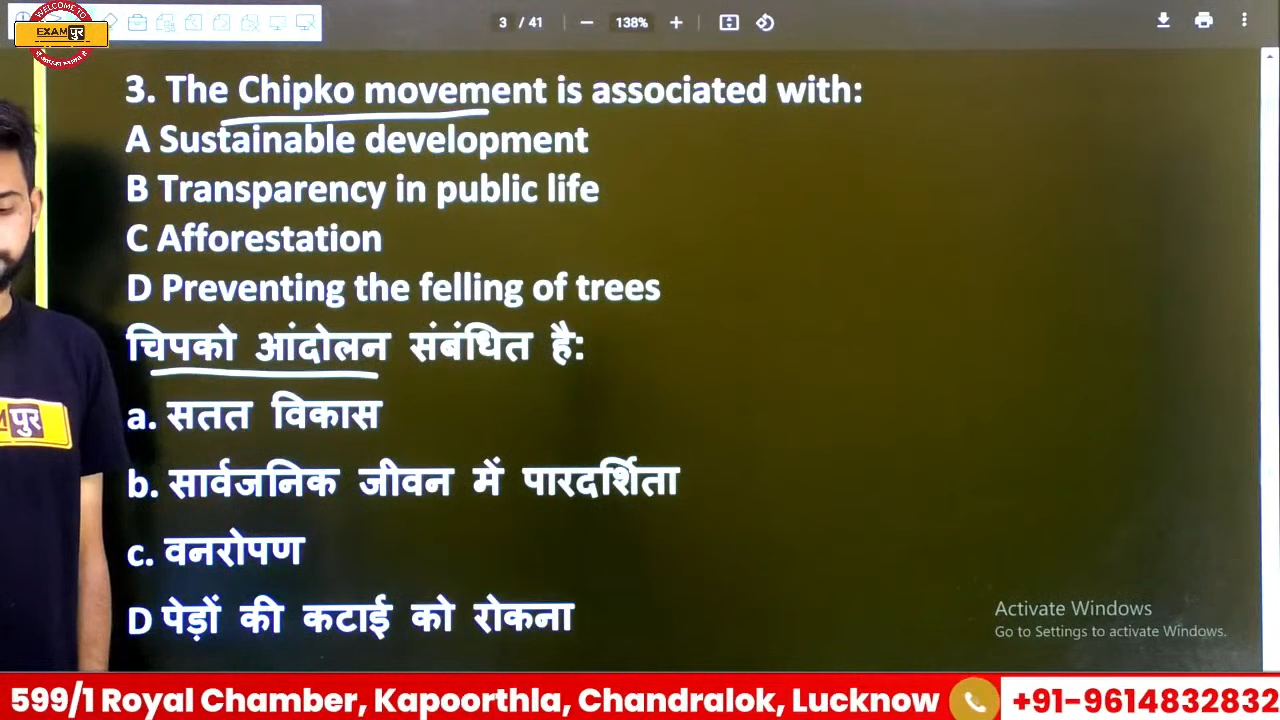 WELCOME TO
EXAMपुर
3 / 41
138%
3. The Chipko movement is associated with:
A Sustainable development
B Transparency in public life
C Afforestation
D Preventing the felling of trees
चिपको आंदोलन संबंधित है:
a. सतत विकास
b. सार्वजनिक जीवन में पारदर्शिता
c. वनरोपण
D पेड़ों की कटाई को रोकना
पुर
Activate Windows
Go to Settings to activate Windows.
599/1 Royal Chamber, Kapoorthla, Chandralok, Lucknow
+91-9614832832